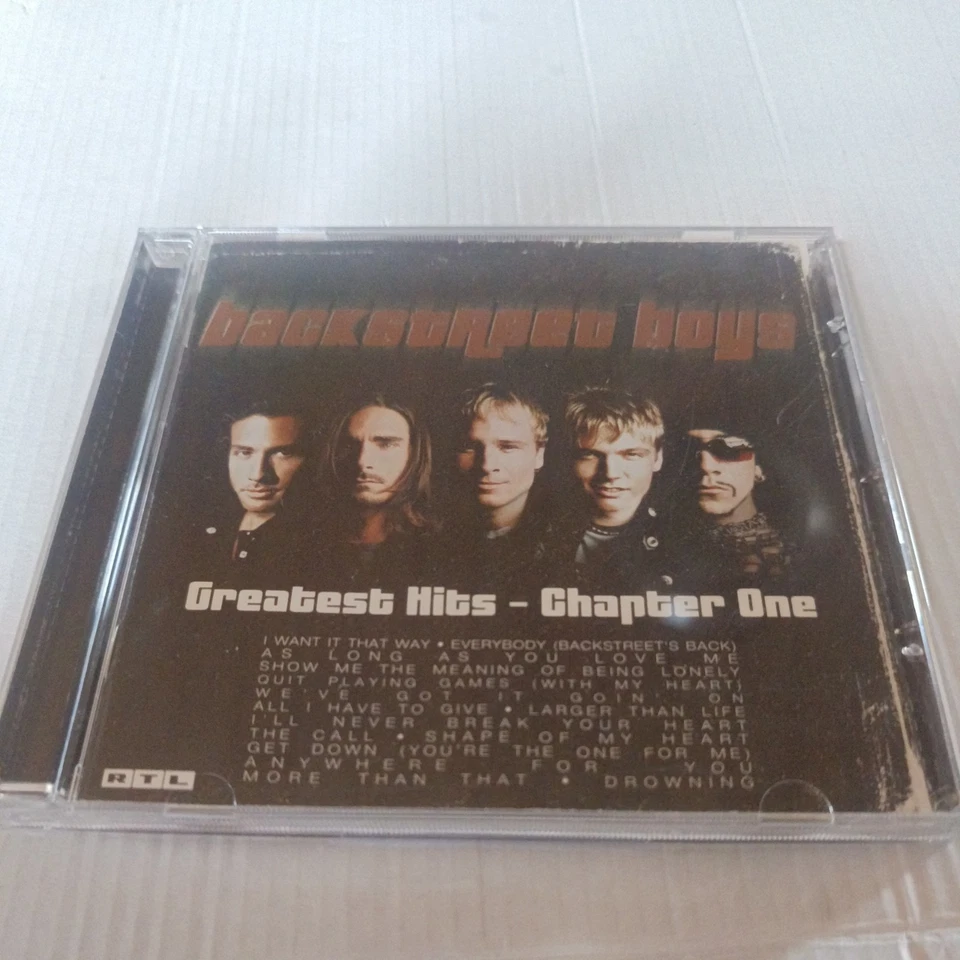 backstreet boys
Greatest Hits - Chapter One
I WANT IT THAT WAY • EVERYBODY (BACKSTREET'S BACK)
AS LONG AS YOU LOVE ME
SHOW ME THE MEANING OF BEING LONELY
QUIT PLAYING GAMES (WITH MY HEART)
WE'VE GOT IT GOIN' ON
ALL I HAVE TO GIVE • LARGER THAN LIFE
I'LL NEVER BREAK YOUR HEART
THE CALL • SHAPE OF MY HEART
GET DOWN (YOU'RE THE ONE FOR ME)
ANYWHERE FOR YOU
MORE THAN THAT • DROWNING
RTL